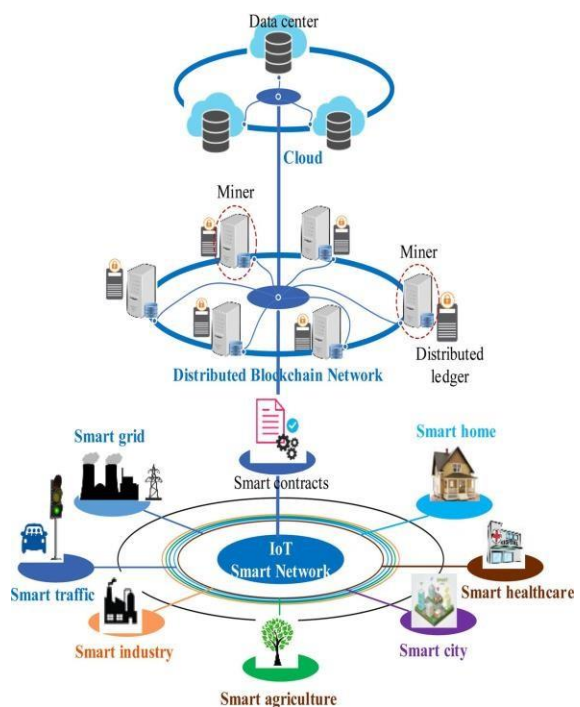 Data center
Cloud
Miner
Miner
Distributed
ledger
Distributed Blockchain Network
Smart grid
Smart home
Smart contracts
IoT
Smart Network
Smart traffic
Smart healthcare
Smart industry
Smart city
Smart agriculture